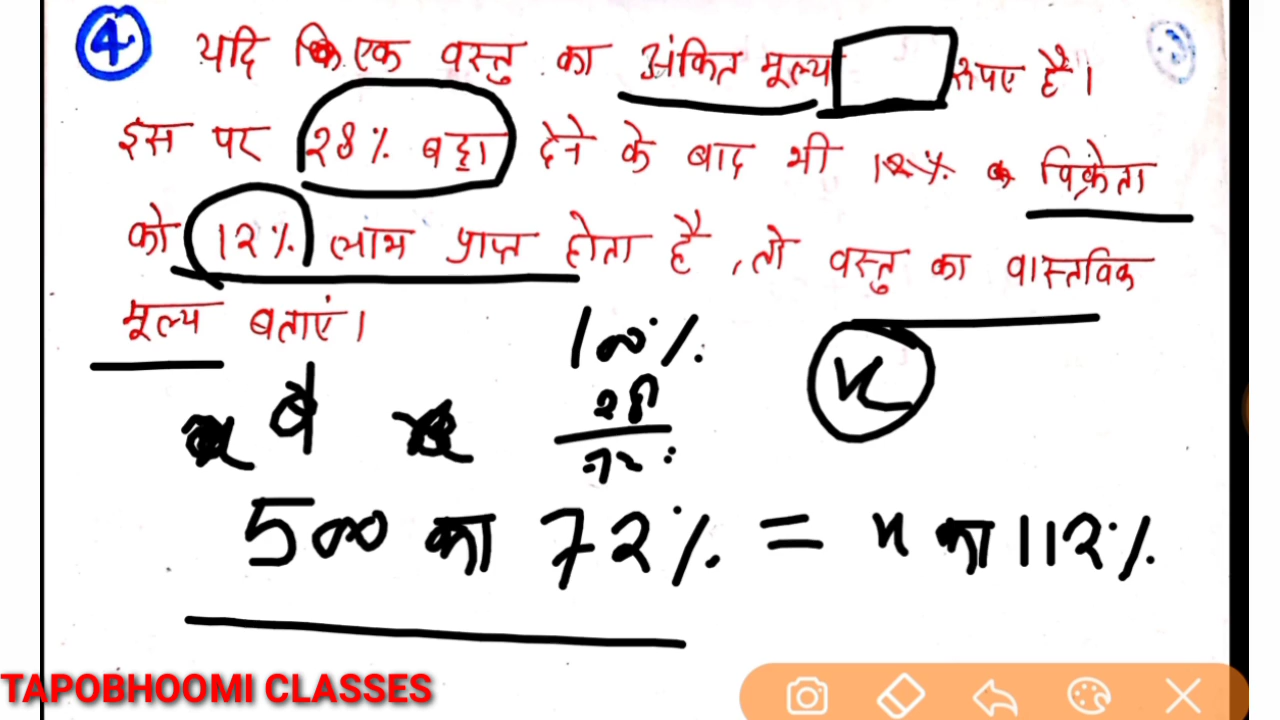 4 यदि एक वस्तु का अंकित मूल्य रूपए है।
इस पर 28% बट्टा देने के बाद भी 12% विक्रेता
को 12% लाभ प्राप्त होता है, तो वस्तु का वास्तविक
मूल्य बताएं।
100%
28
72%
x
500 का 72% = x का 112%
TAPOBHOOMI CLASSES